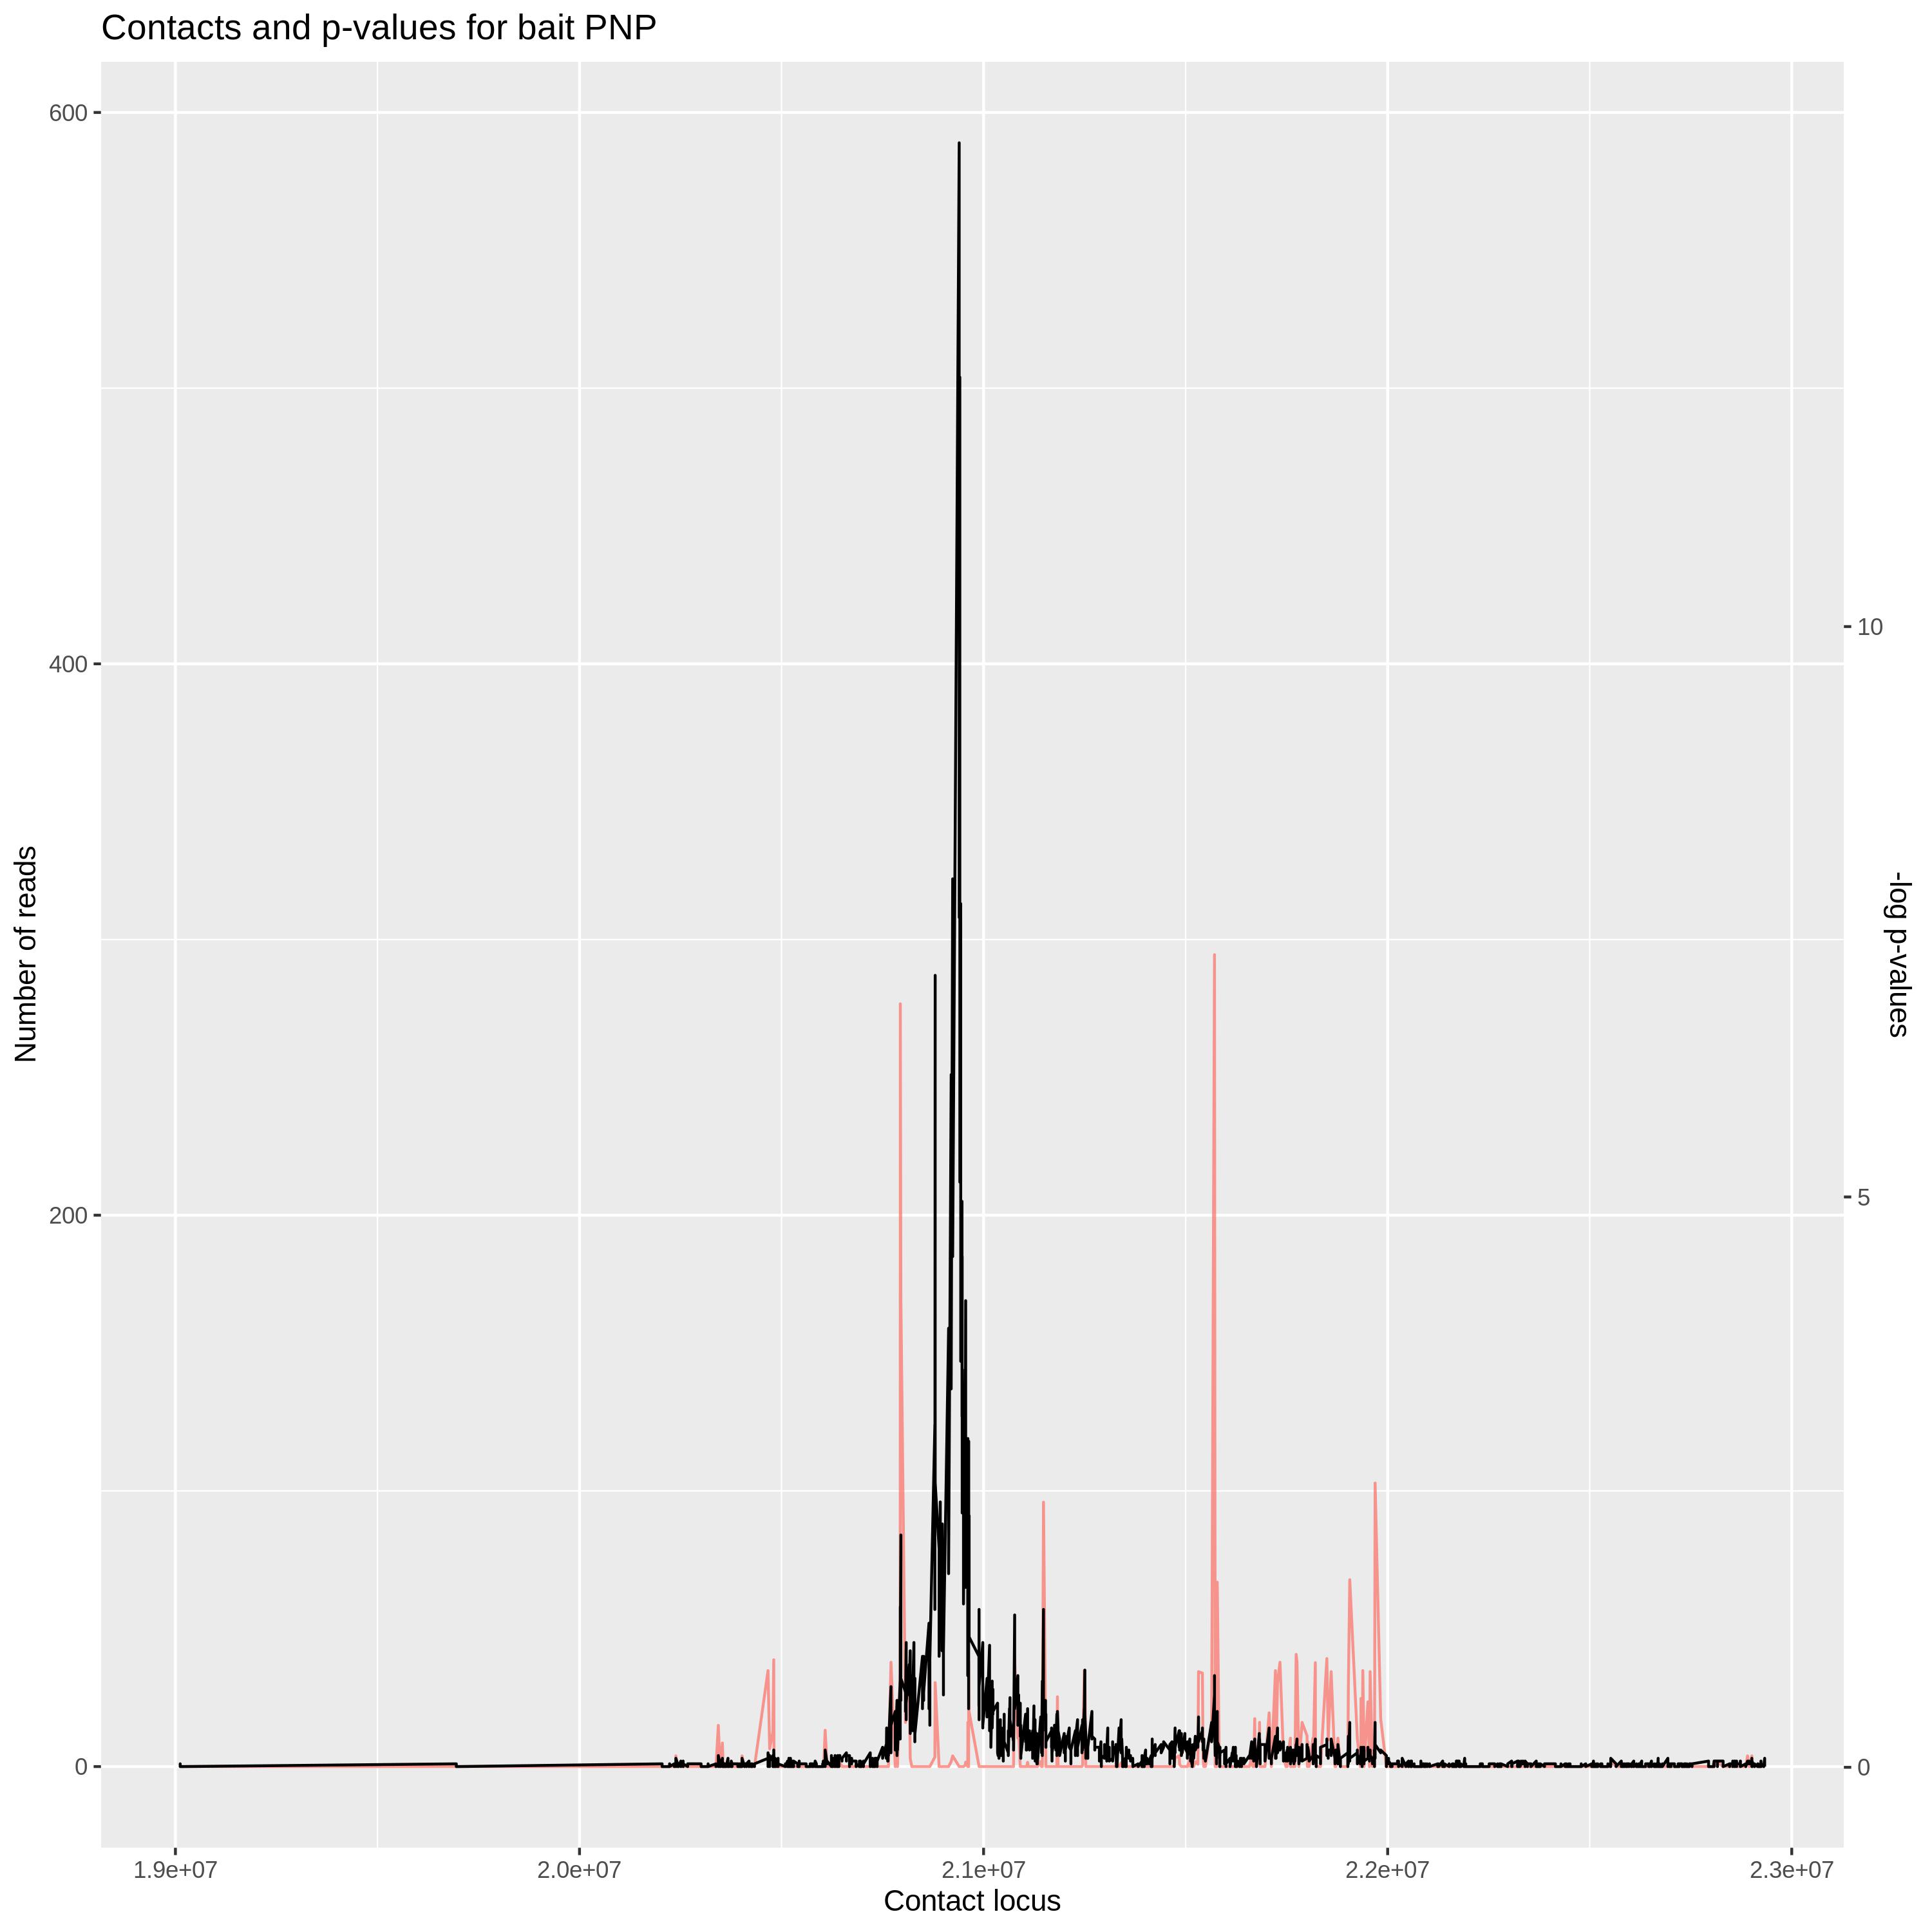 Contacts and p-values for bait PNP
600
400
200
0
Number of reads
10
5
0
-log p-values
1.9e+07
2.0e+07
2.1e+07
2.2e+07
2.3e+07
Contact locus